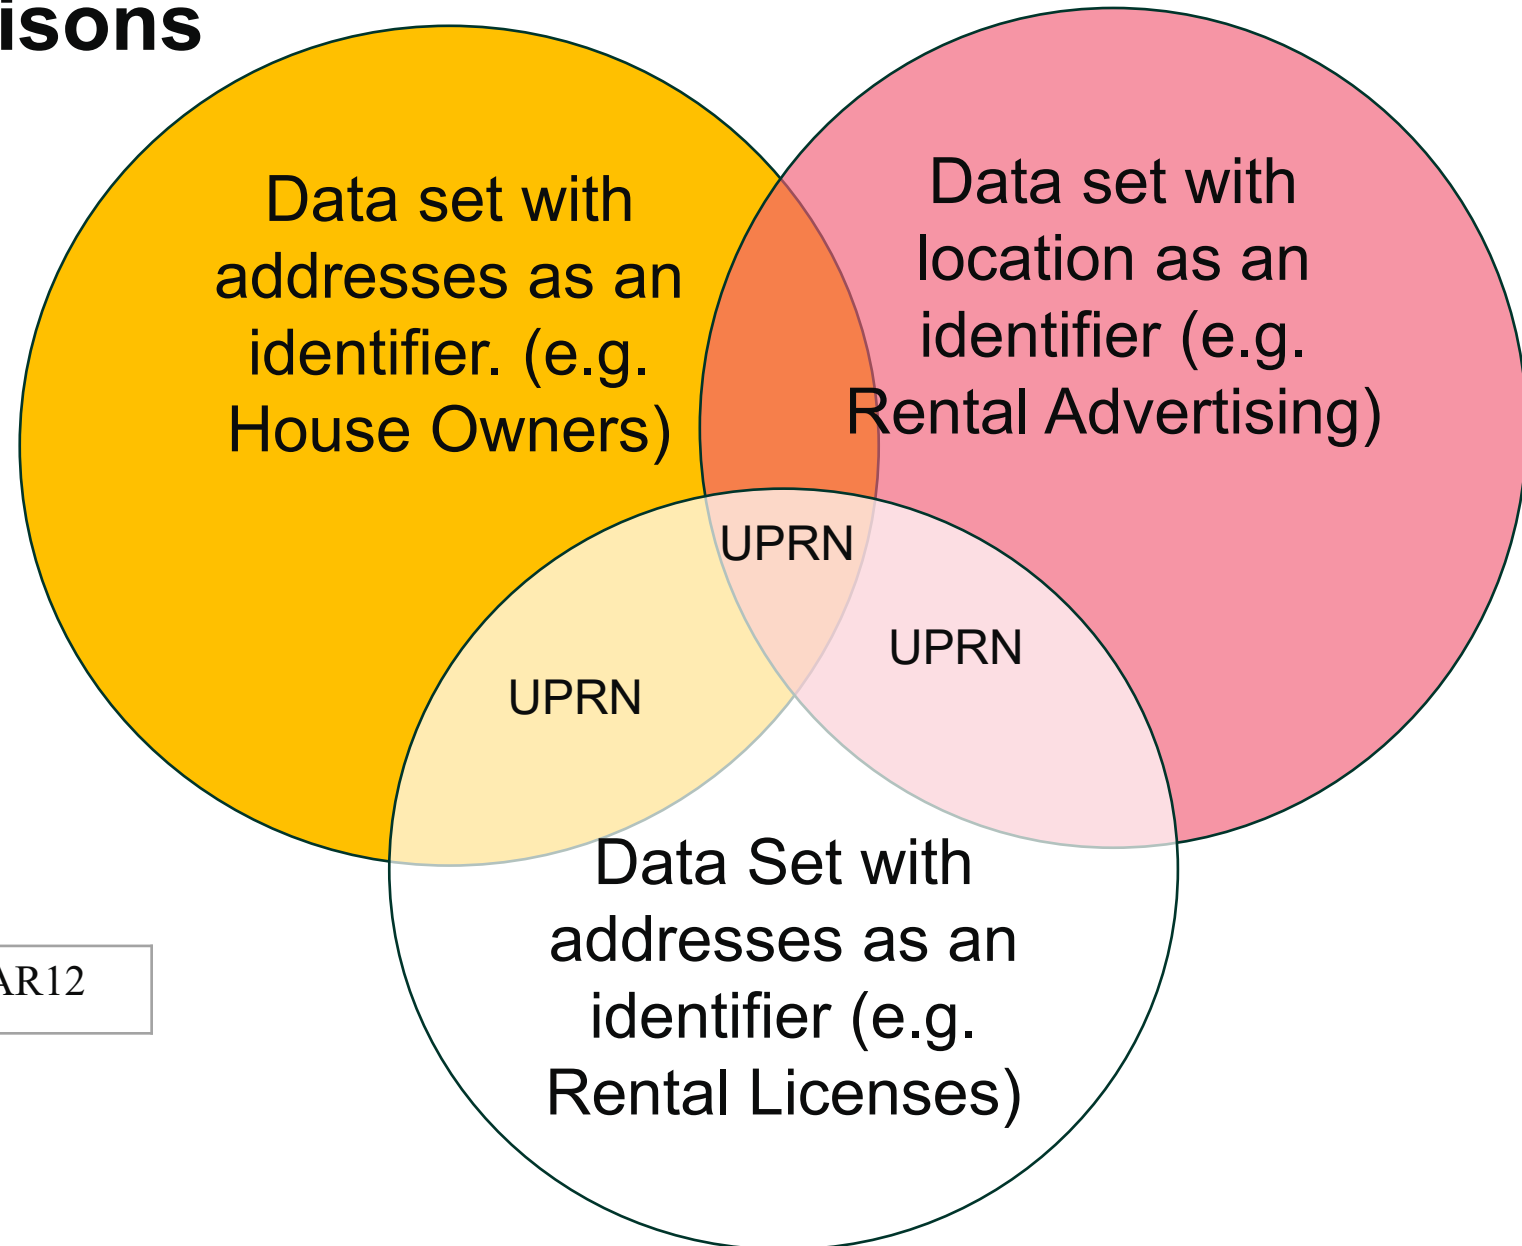 isons
Data set with
addresses as an
identifier. (e.g.
House Owners)
Data set with
location as an
identifier (e.g.
Rental Advertising)
UPRN
UPRN
UPRN
Data Set with
addresses as an
identifier (e.g.
Rental Licenses)
AR12